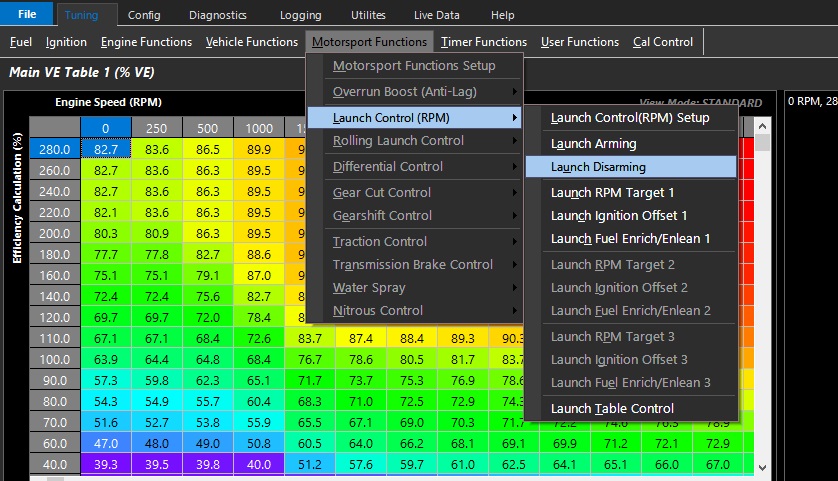 File Tuning Config Diagnostics Logging Utilites Live Data Help
Fuel Ignition Engine Functions Vehicle Functions Motorsport Functions Timer Functions User Functions Cal Control
Main VE Table 1 (% VE)
Motorsport Functions Setup
Overrun Boost (Anti-Lag)
Launch Control (RPM)
Rolling Launch Control
Differential Control
Gear Cut Control
Gearshift Control
Traction Control
Transmission Brake Control
Water Spray
Nitrous Control
View Mode: STANDARD
Launch Control(RPM) Setup
Launch Arming
Launch Disarming
Launch RPM Target 1
Launch Ignition Offset 1
Launch Fuel Enrich/Enlean 1
Launch RPM Target 2
Launch Ignition Offset 2
Launch Fuel Enrich/Enlean 2
Launch RPM Target 3
Launch Ignition Offset 3
Launch Fuel Enrich/Enlean 3
Launch Table Control
0 RPM, 28
Engine Speed (RPM)
Efficiency Calculation (%)
0 250 500 1000
280.0 82.7 83.6 86.5 89.9
260.0 82.7 83.6 86.3 89.5
240.0 82.7 83.6 86.3 89.5
220.0 82.1 83.6 86.3 89.5
200.0 80.3 80.9 86.3 89.5
180.0 77.7 77.8 82.7 88.6
160.0 75.1 75.1 79.1 87.0
140.0 72.4 72.4 75.6 82.7
120.0 69.7 69.7 72.0 78.4
110.0 67.1 67.1 68.4 72.6 83.7 87.4 88.4 89.3 90.3
100.0 63.9 64.4 64.8 68.4 76.7 78.6 80.5 81.7 83.7
90.0 57.3 59.8 62.3 65.1 71.7 73.7 75.3 76.9 78.6
80.0 54.3 54.9 55.7 60.4 68.3 71.0 72.5 72.9 74.3
70.0 51.6 52.7 53.8 55.9 65.5 67.1 69.0 70.3 71.7 72.2 74.6 76.3 78.9
60.0 47.0 48.0 49.0 50.8 60.5 64.0 66.2 68.1 69.1 69.9 71.2 72.1 72.9
40.0 39.3 39.5 39.8 40.0 51.2 57.6 59.7 61.0 62.5 64.1 65.1 66.0 67.0